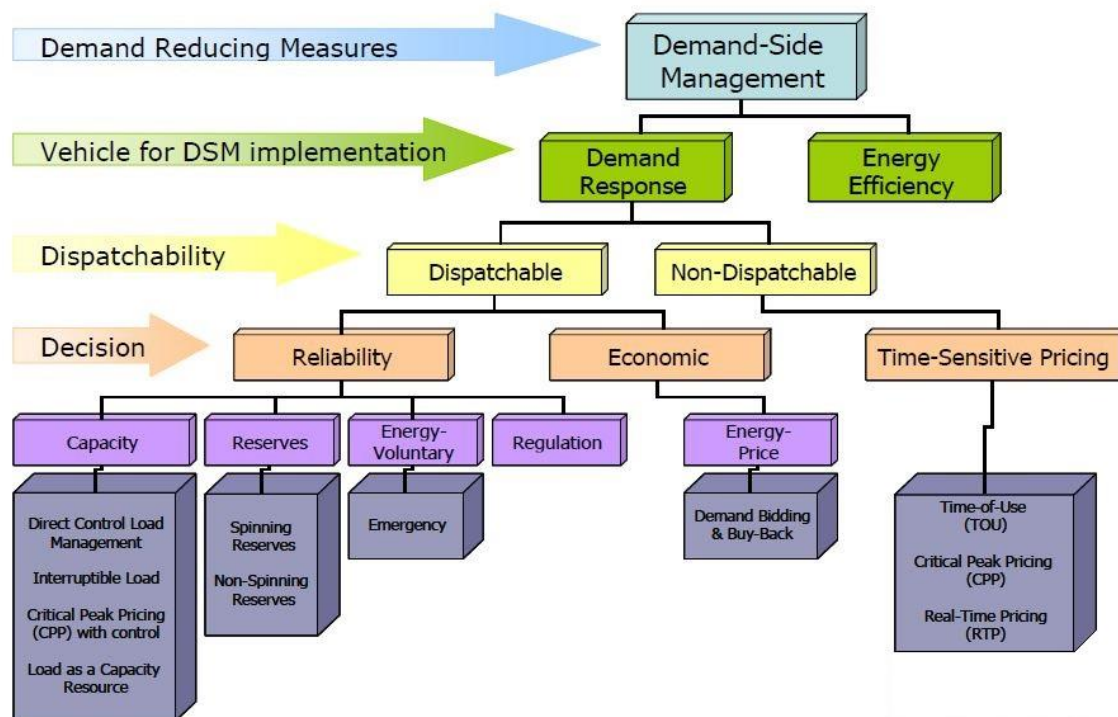 Demand Reducing Measures
Demand-Side
Management
Vehicle for DSM implementation
Demand
Response
Energy
Efficiency
Dispatchability
Dispatchable
Non-Dispatchable
Decision
Reliability
Economic
Time-Sensitive Pricing
Capacity
Reserves
Energy-
Voluntary
Regulation
Energy-
Price
Direct Control Load
Management
Interruptible Load
Critical Peak Pricing
(CPP) with control
Load as a Capacity
Resource
Spinning
Reserves
Non-Spinning
Reserves
Emergency
Demand Bidding
& Buy-Back
Time-of-Use
(TOU)
Critical Peak Pricing
(CPP)
Real-Time Pricing
(RTP)